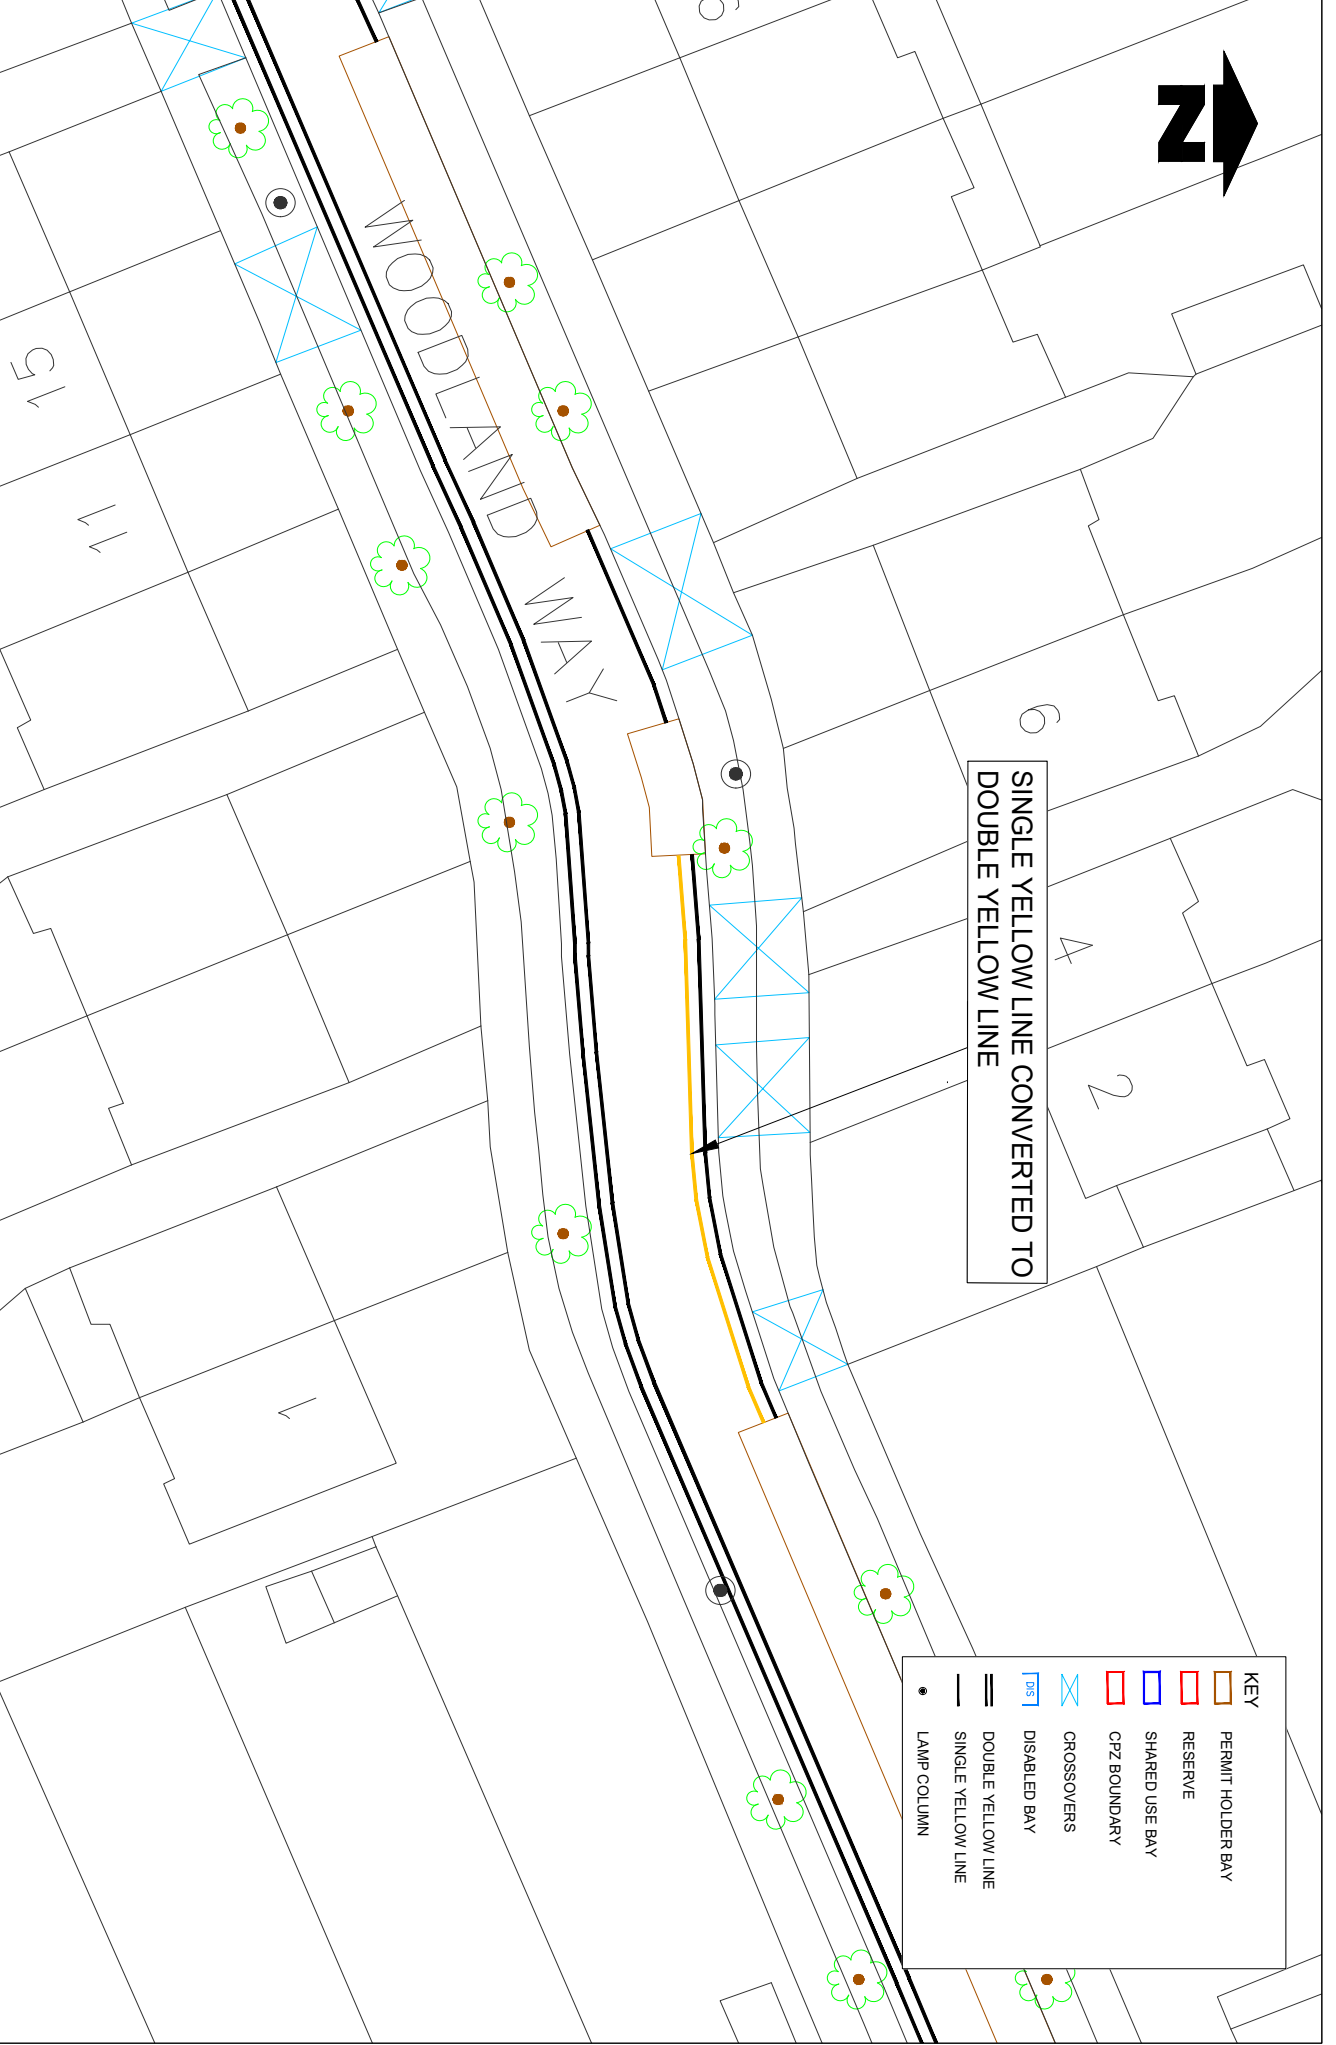 N
WOODLAND WAY
15
11
6
4
2
1
SINGLE YELLOW LINE CONVERTED TO
DOUBLE YELLOW LINE
KEY
PERMIT HOLDER BAY
RESERVE
SHARED USE BAY
CPZ BOUNDARY
CROSSOVERS
DIS DISABLED BAY
DOUBLE YELLOW LINE
SINGLE YELLOW LINE
LAMP COLUMN